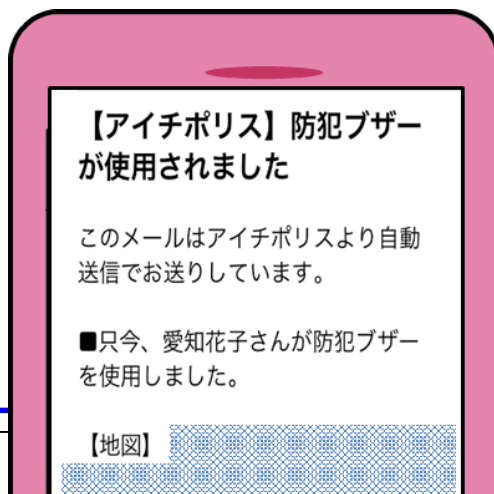 【アイチポリス】防犯ブザー
が使用されました
このメールはアイチポリスより自動
送信でお送りしています。
■只今、愛知花子さんが防犯ブザー
を使用しました。
【地図】